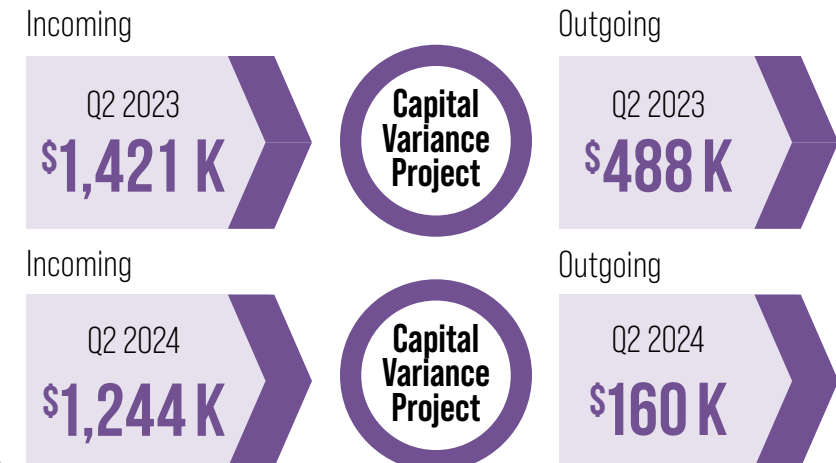 Incoming
Outgoing
Q2 2023
$1,421 K
Capital
Variance
Project
Q2 2023
$488 K
Incoming
Outgoing
Q2 2024
$1,244 K
Capital
Variance
Project
Q2 2024
$160 K